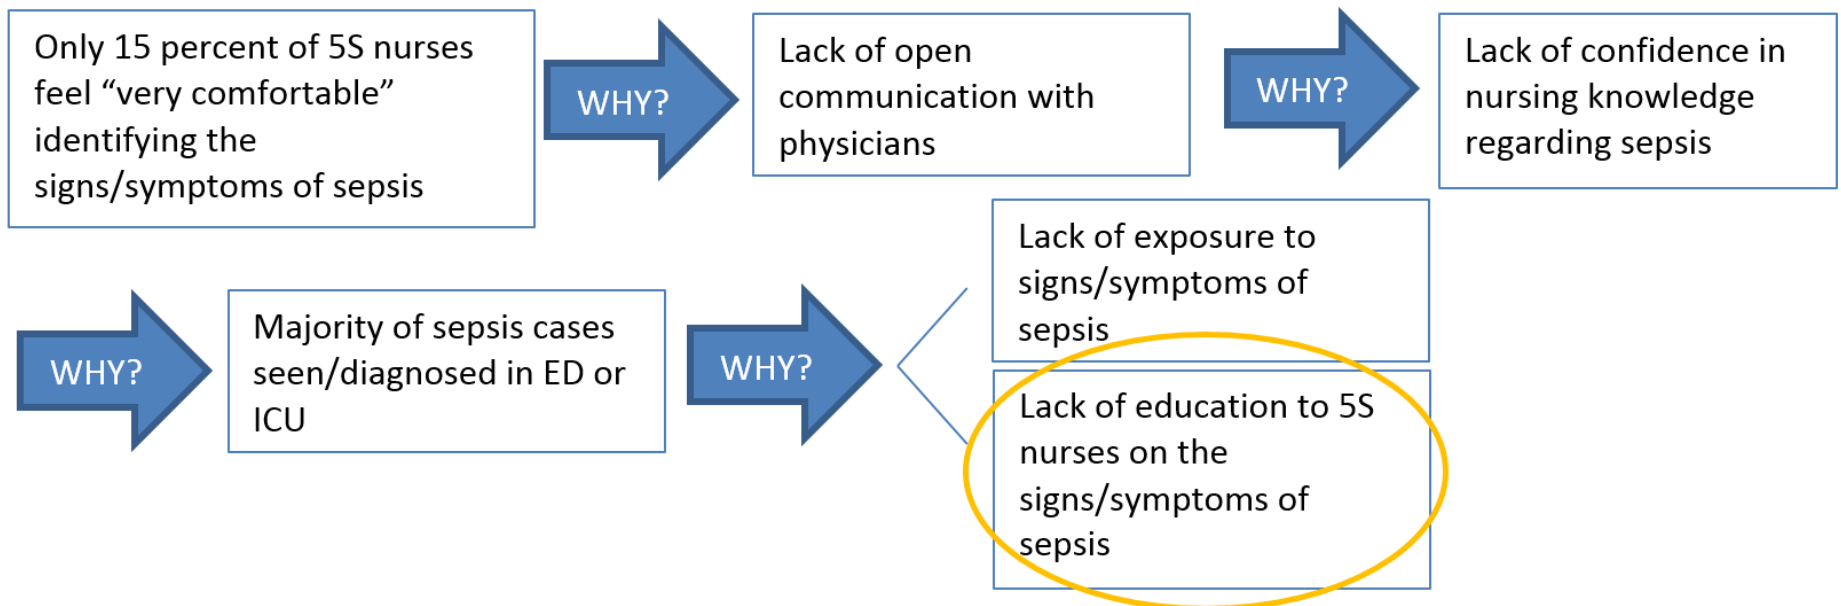 Only 15 percent of 5S nurses
feel “very comfortable”
identifying the
signs/symptoms of sepsis
WHY?
Lack of open
communication with
physicians
WHY?
Lack of confidence in
nursing knowledge
regarding sepsis
WHY?
Majority of sepsis cases
seen/diagnosed in ED or
ICU
WHY?
Lack of exposure to
signs/symptoms of
sepsis
Lack of education to 5S
nurses on the
signs/symptoms of
sepsis